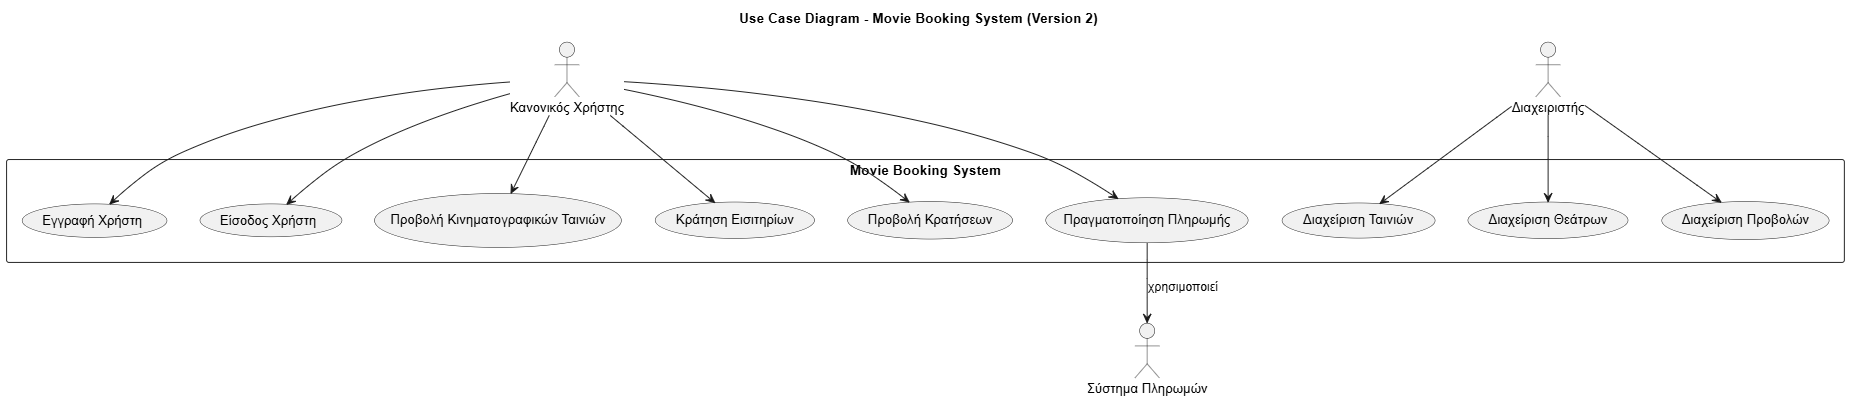 Use Case Diagram - Movie Booking System (Version 2)
Κανονικός Χρήστης
Διαχειριστής
Movie Booking System
Εγγραφή Χρήστη
Είσοδος Χρήστη
Προβολή Κινηματογραφικών Ταινιών
Κράτηση Εισιτηρίων
Προβολή Κρατήσεων
Πραγματοποίηση Πληρωμής
Διαχείριση Ταινιών
Διαχείριση Θεάτρων
Διαχείριση Προβολών
χρησιμοποιεί
Σύστημα Πληρωμών